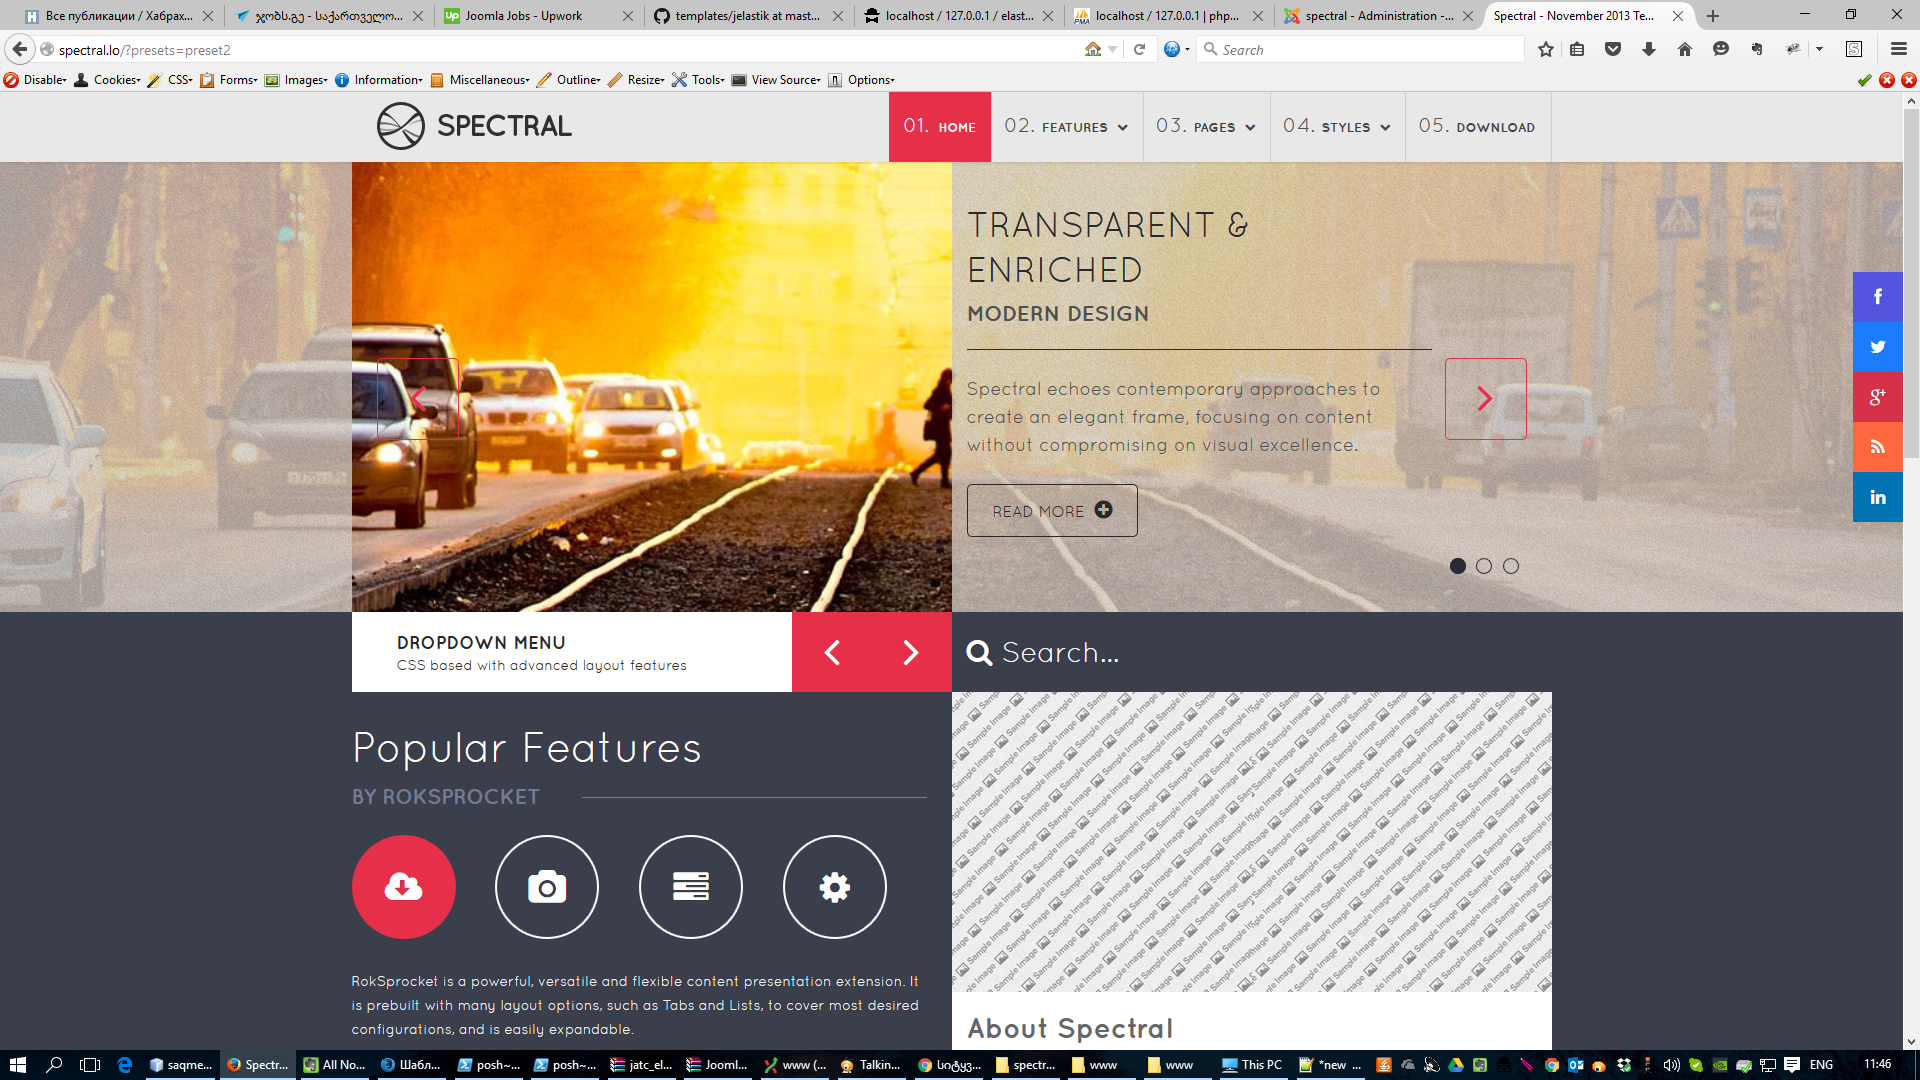 Все публикации / Хабрах...
ჯობს.გე - საქართველო...
Joomla Jobs - Upwork
templates/jelastik at mast...
localhost / 127.0.0.1 / elast...
localhost / 127.0.0.1 | php...
spectral - Administration -...
Spectral - November 2013 Te...
spectral.lo/?presets=preset2
Search
Disable
Cookies
CSS
Forms
Images
Information
Miscellaneous
Outline
Resize
Tools
View Source
Options
SPECTRAL
01. HOME
02. FEATURES
03. PAGES
04. STYLES
05. DOWNLOAD
TRANSPARENT &
ENRICHED
MODERN DESIGN
Spectral echoes contemporary approaches to
create an elegant frame, focusing on content
without compromising on visual excellence.
READ MORE
DROPDOWN MENU
CSS based with advanced layout features
Search...
Popular Features
BY ROKSPROCKET
RokSprocket is a powerful, versatile and flexible content presentation extension. It
is prebuilt with many layout options, such as Tabs and Lists, to cover most desired
configurations, and is easily expandable.
Sample Image
About Spectral
saqme...
Spectr...
All No...
Шабл...
posh~...
posh~...
jatc_el...
Jooml...
www (...
Talkin...
სიტყვ...
spectr...
www
www
This PC
*new ...
ENG
11:46